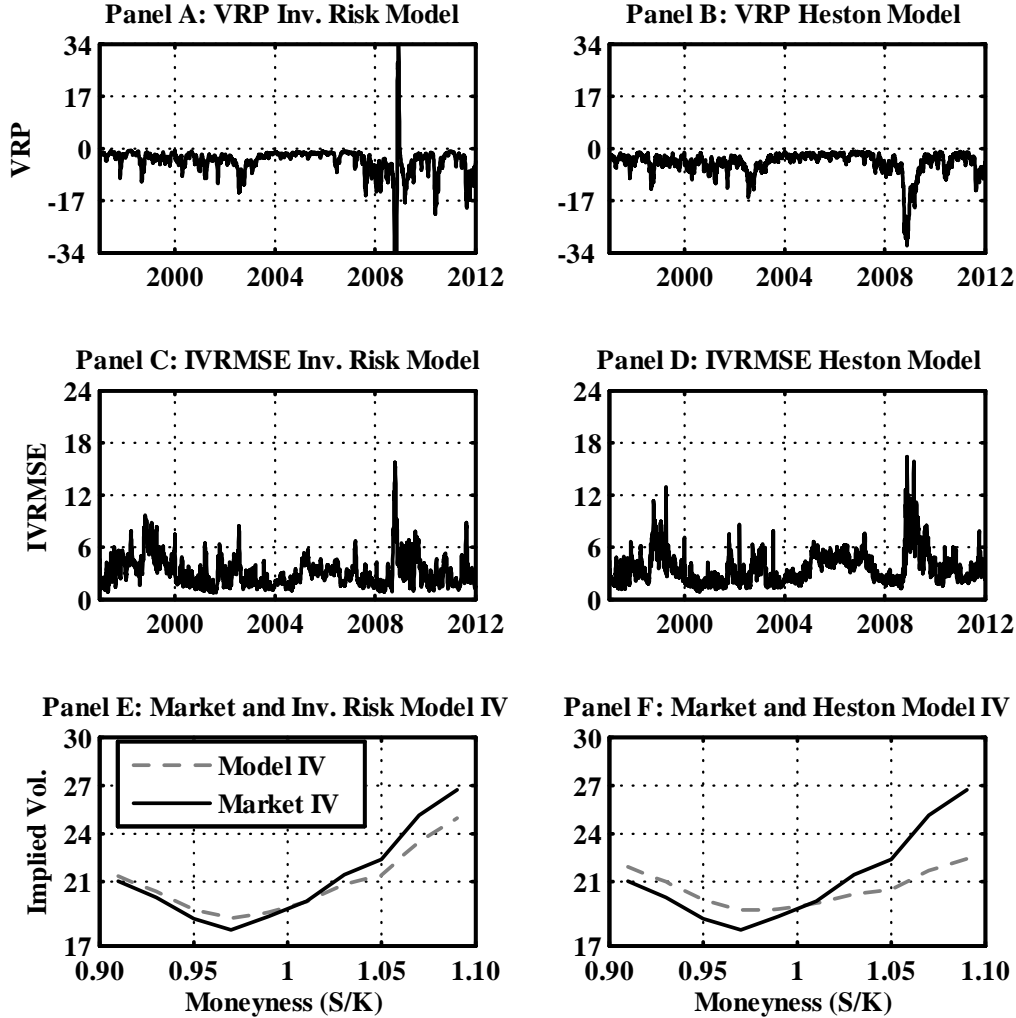 Panel A: VRP Inv. Risk Model
Panel B: VRP Heston Model
VRP
34
17
0
-17
-34
2000 2004 2008 2012
34
17
0
-17
-34
2000 2004 2008 2012
Panel C: IVRMSE Inv. Risk Model
Panel D: IVRMSE Heston Model
IVRMSE
24
18
12
6
0
2000 2004 2008 2012
24
18
12
6
0
2000 2004 2008 2012
Panel E: Market and Inv. Risk Model IV
Panel F: Market and Heston Model IV
Implied Vol.
30
27
24
21
17
Model IV
Market IV
0.90 0.95 1 1.05 1.10
Moneyness (S/K)
30
27
24
21
17
0.90 0.95 1 1.05 1.10
Moneyness (S/K)